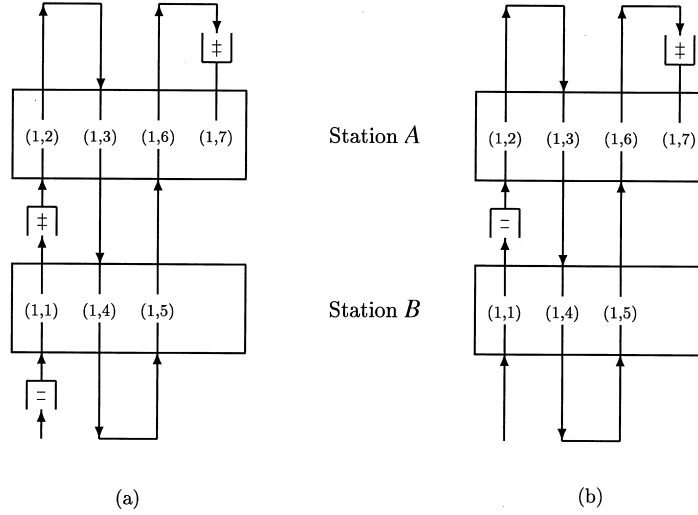 (1,2) (1,3) (1,6) (1,7) Station A (1,2) (1,3) (1,6) (1,7)
(1,1) (1,4) (1,5) Station B (1,1) (1,4) (1,5)
(a) (b)